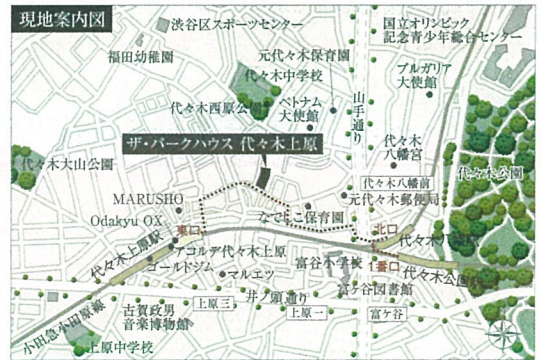 現地案内図
渋谷区スポーツセンター
国立オリンピック
記念青少年総合センター
福田幼稚園
元代々木保育園
代々木中学校
ブルガリア
大使館
代々木西原公園
ベトナム
大使館
山手通り
ザ・パークハウス 代々木上原
代々木
八幡宮
代々木大山公園
代々木公園
代々木八幡前
MARUSHO
元代々木郵便局
Odakyu OX
なでしこ保育園
東口
北口
代々木上原駅
アコルデ代々木上原
ゴールドジム
マルエツ
富谷小学校
1番口
代々木公園
富ヶ谷図書館
井ノ頭通り
上原三
上原一
富ヶ谷
古賀政男
音楽博物館
小田急小田原線
上原中学校